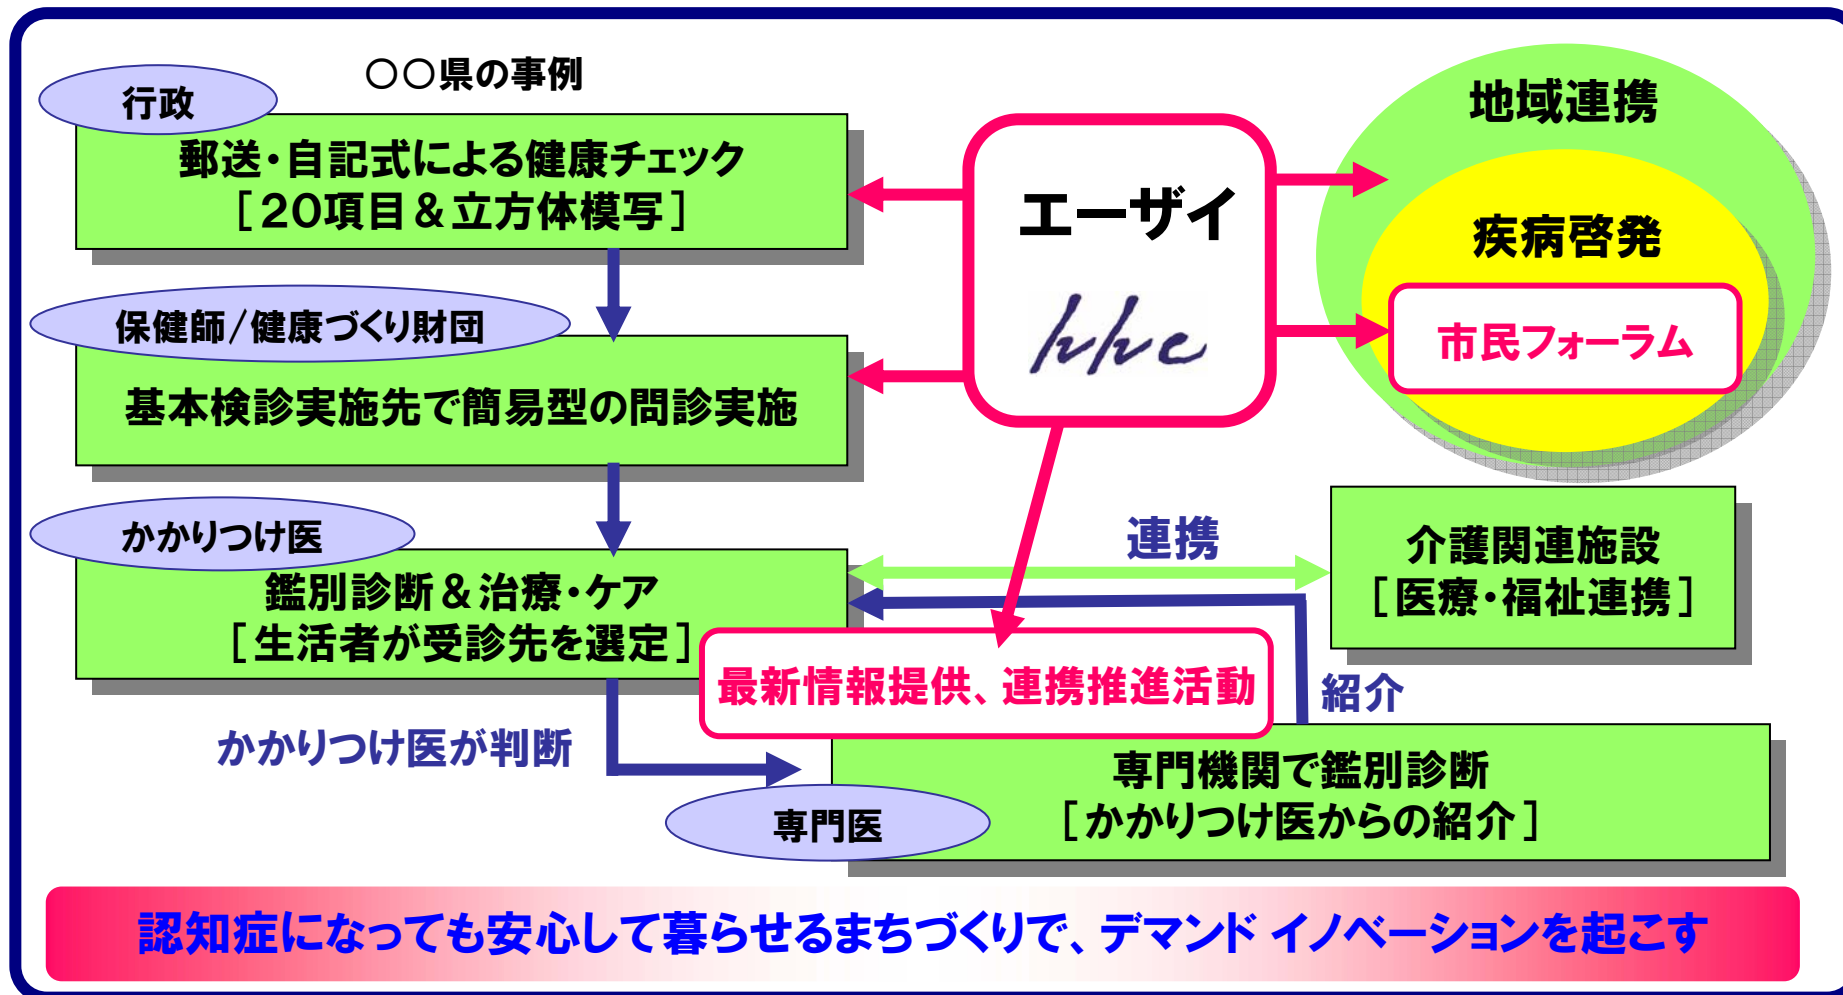 ○○県の事例
行政
郵送・自記式による健康チェック
[20項目&立方体模写]
保健師/健康づくり財団
基本検診実施先で簡易型の問診実施
かかりつけ医
鑑別診断&治療・ケア
[生活者が受診先を選定]
かかりつけ医が判断
エーザイ
hhc
地域連携
疾病啓発
市民フォーラム
連携
介護関連施設
[医療・福祉連携]
最新情報提供、連携推進活動
紹介
専門機関で鑑別診断
[かかりつけ医からの紹介]
専門医
認知症になっても安心して暮らせるまちづくりで、デマンド イノベーションを起こす